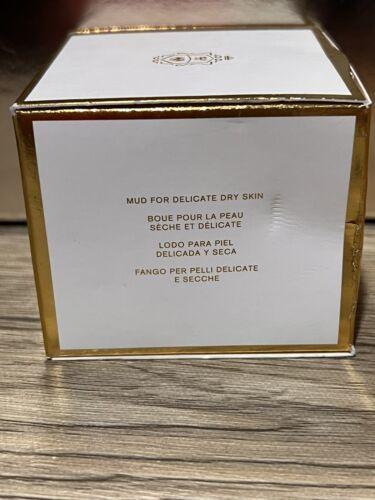 MUD FOR DELICATE DRY SKIN
BOUE POUR LA PEAU
SÈCHE ET DÉLICATE
LODO PARA PIEL
DELICADA Y SECA
FANGO PER PELLI DELICATE
E SECCHE